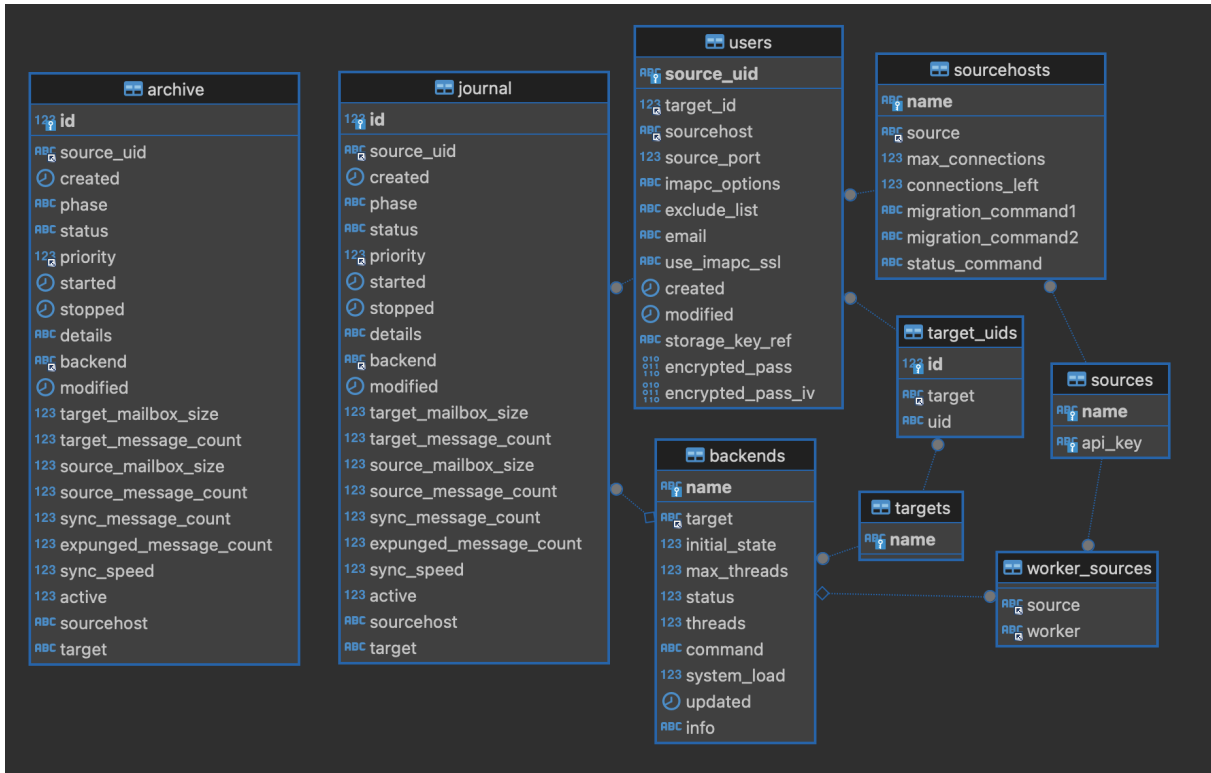 archive
id
source_uid
created
phase
status
priority
started
stopped
details
backend
modified
target_mailbox_size
target_message_count
source_mailbox_size
source_message_count
sync_message_count
expunged_message_count
sync_speed
active
sourcehost
target
journal
id
source_uid
created
phase
status
priority
started
stopped
details
backend
modified
target_mailbox_size
target_message_count
source_mailbox_size
source_message_count
sync_message_count
expunged_message_count
sync_speed
active
sourcehost
target
users
source_uid
target_id
sourcehost
source_port
imapc_options
exclude_list
email
use_imapc_ssl
created
modified
storage_key_ref
encrypted_pass
encrypted_pass_iv
sourcehosts
name
source
max_connections
connections_left
migration_command1
migration_command2
status_command
target_uids
id
target
uid
sources
name
api_key
backends
name
target
initial_state
max_threads
status
threads
command
system_load
updated
info
targets
name
worker_sources
source
worker